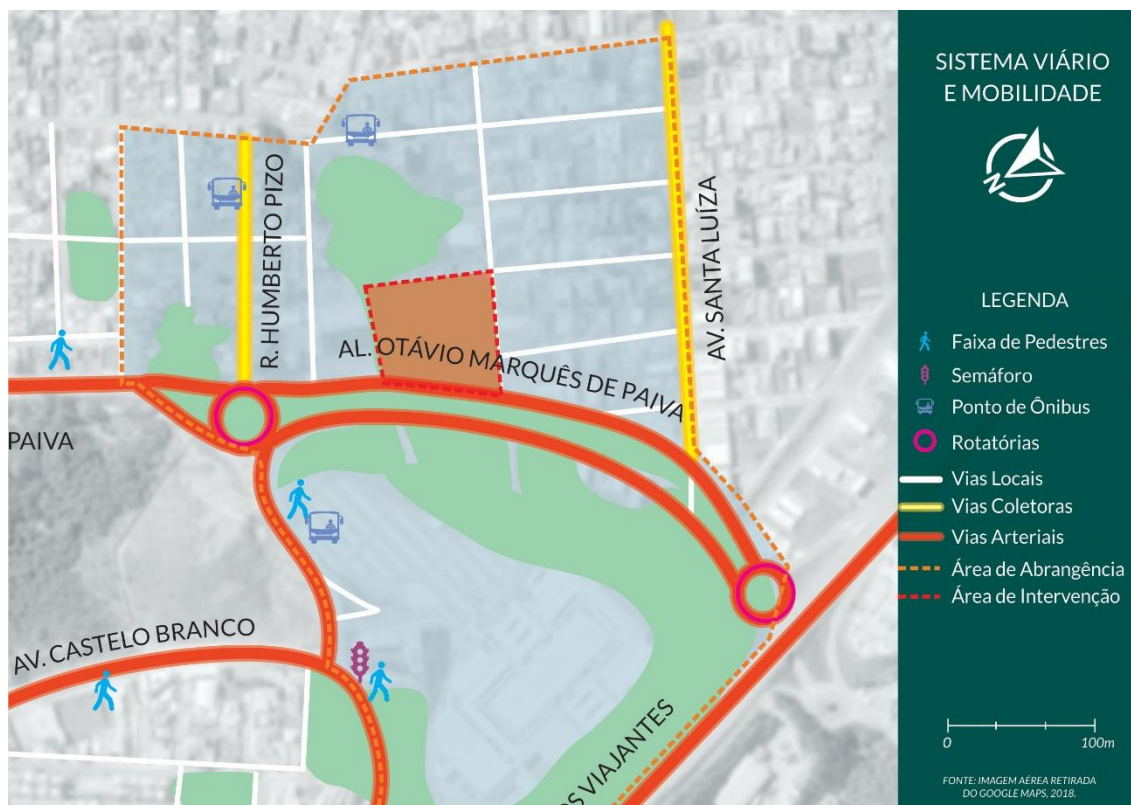 SISTEMA VIÁRIO
E MOBILIDADE
N
LEGENDA
Faixa de Pedestres
Semáforo
Ponto de Ônibus
Rotatórias
Vias Locais
Vias Coletoras
Vias Arteriais
Área de Abrangência
Área de Intervenção
0
100m
FONTE: IMAGEM AÉREA RETIRADA
DO GOOGLE MAPS, 2018.
R. HUMBERTO PIZO
AV. SANTA LUÍZA
AL. OTÁVIO MARQUÊS DE PAIVA
PAIVA
AV. CASTELO BRANCO
OS VIAJANTES